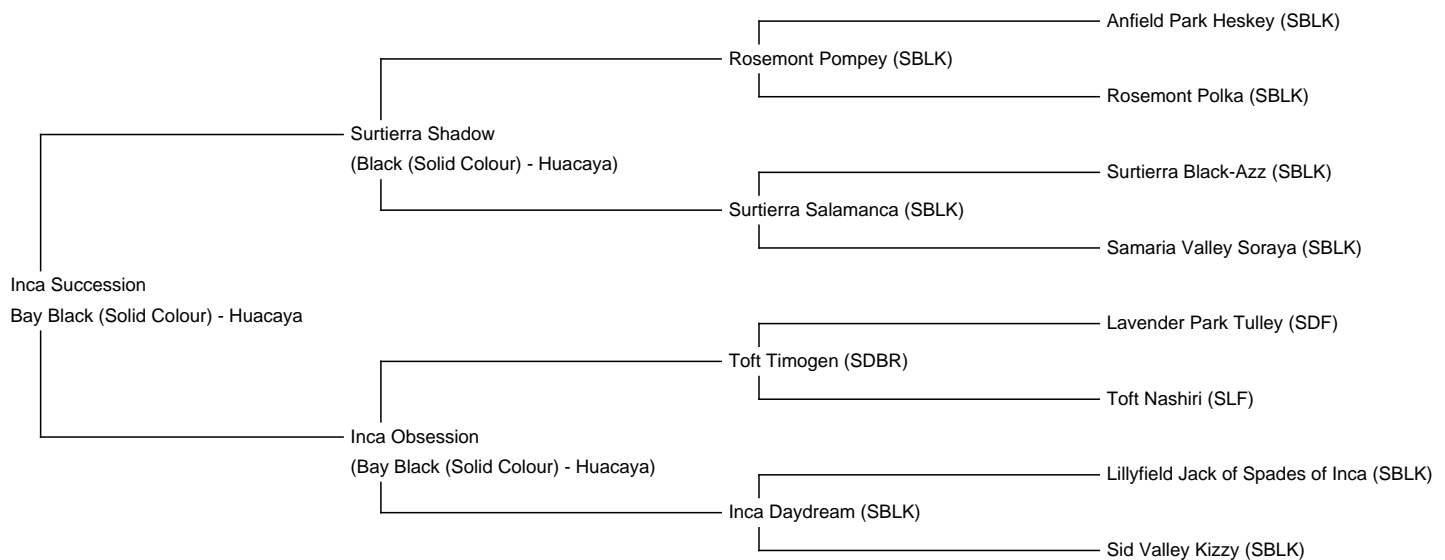 Anfield Park Heskey (SBLK)
Rosemont Pompey (SBLK)
Rosemont Polka (SBLK)
Surtierra Shadow
(Black (Solid Colour) - Huacaya)
Surtierra Black-Azz (SBLK)
Surtierra Salamanca (SBLK)
Samaria Valley Soraya (SBLK)
Inca Succession
Bay Black (Solid Colour) - Huacaya
Lavender Park Tulley (SDF)
Toft Timogen (SDBR)
Toft Nashiri (SLF)
Inca Obsession
(Bay Black (Solid Colour) - Huacaya)
Lillyfield Jack of Spades of Inca (SBLK)
Inca Daydream (SBLK)
Sid Valley Kizzy (SBLK)